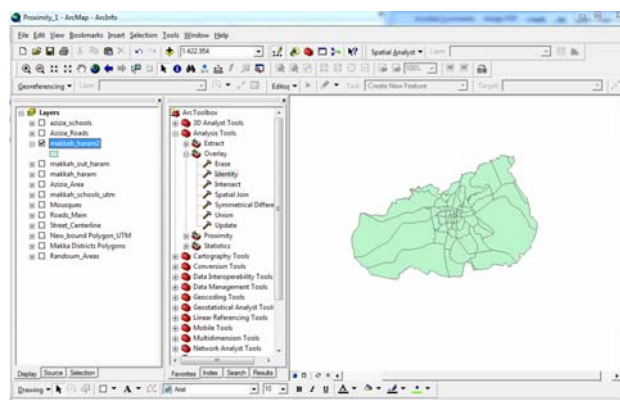 Proximity_1 - ArcMap - ArcInfo
File Edit View Bookmarks Insert Selection Tools Window Help
1:422,954
Spatial Analyst
Georeferencing
Editor
Task: Create New Feature
Target:
Layers
azizia_schools
Azizia_Roads
makkah_haram2
makkah_out_haram
makkah_haram
Azizia_Area
makkah_schools_utm
Mousques
Roads_Main
Street_Centerline
New_bound Polygon_UTM
Makka Districts Polygons
Randoum_Areas
Display Source Selection
ArcToolbox
3D Analyst Tools
Analysis Tools
Extract
Overlay
Erase
Identity
Intersect
Spatial Join
Symmetrical Differe
Union
Update
Proximity
Statistics
Cartography Tools
Conversion Tools
Data Interoperability Tools
Data Management Tools
Geocoding Tools
Geostatistical Analyst Tools
Linear Referencing Tools
Mobile Tools
Multidimension Tools
Network Analyst Tools
Favorites Index Search Results
Drawing
A
Arial
10
B I U A